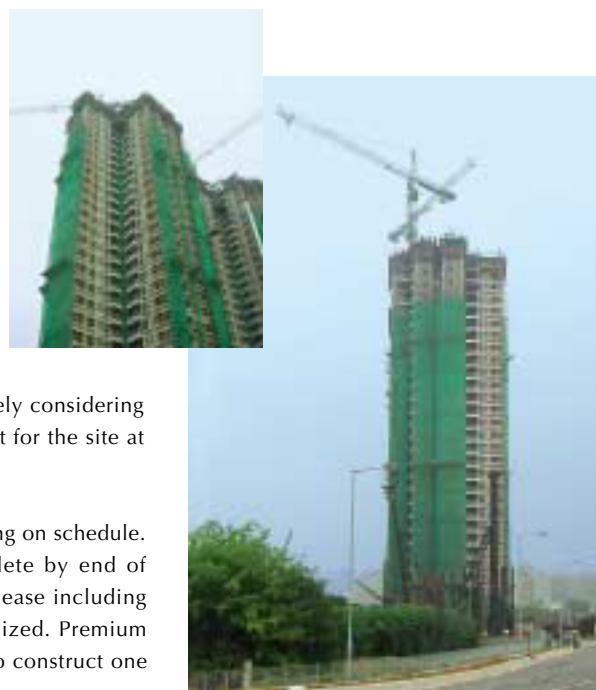 ely considering
t for the site at
ng on schedule.
lete by end of
ease including
ized. Premium
o construct one